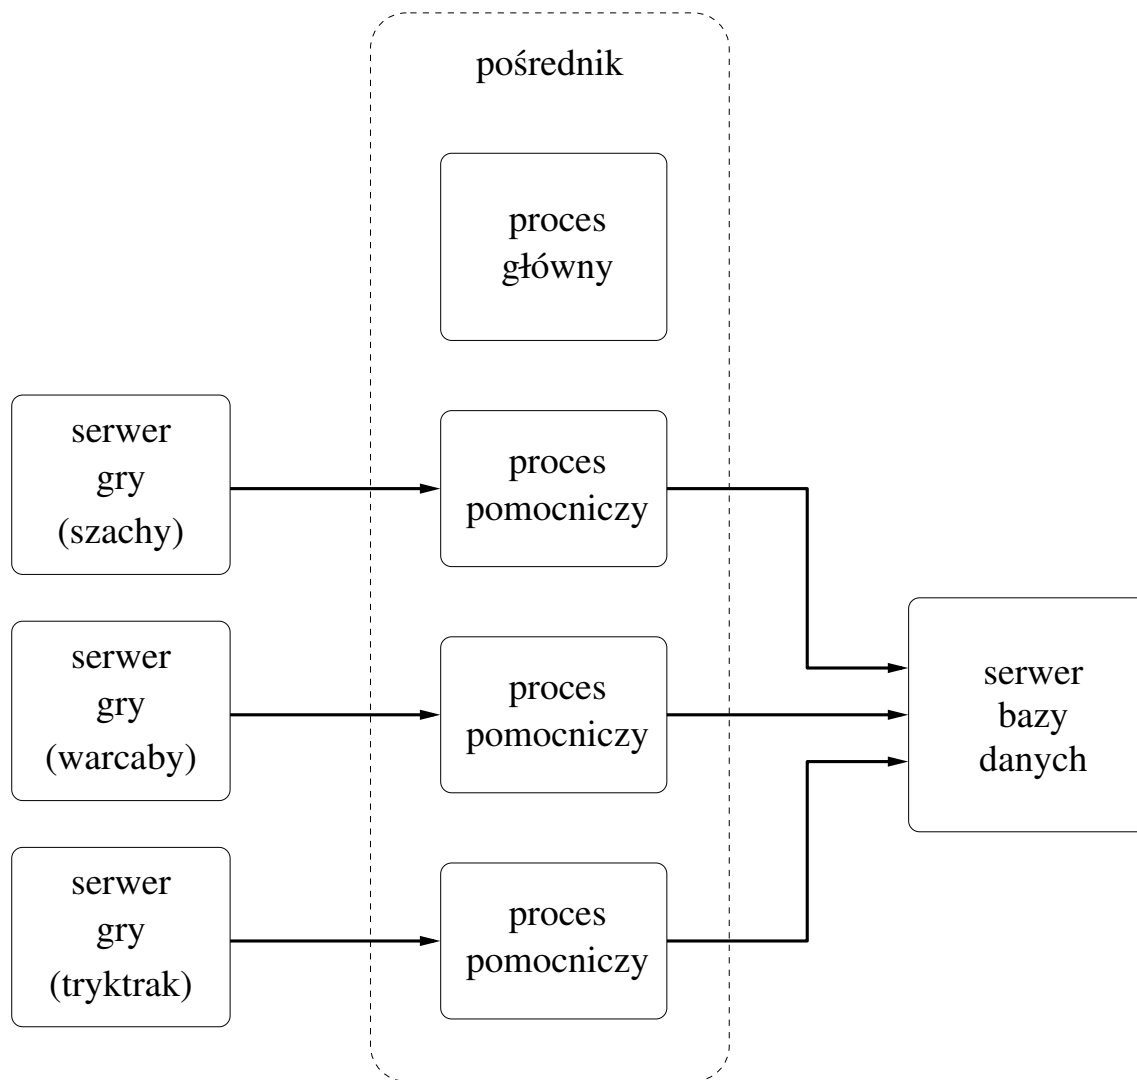 pośrednik
proces
główny
serwer
gry
(szachy)
proces
pomocniczy
serwer
gry
(warcaby)
proces
pomocniczy
serwer
bazy
danych
serwer
gry
(tryktrak)
proces
pomocniczy